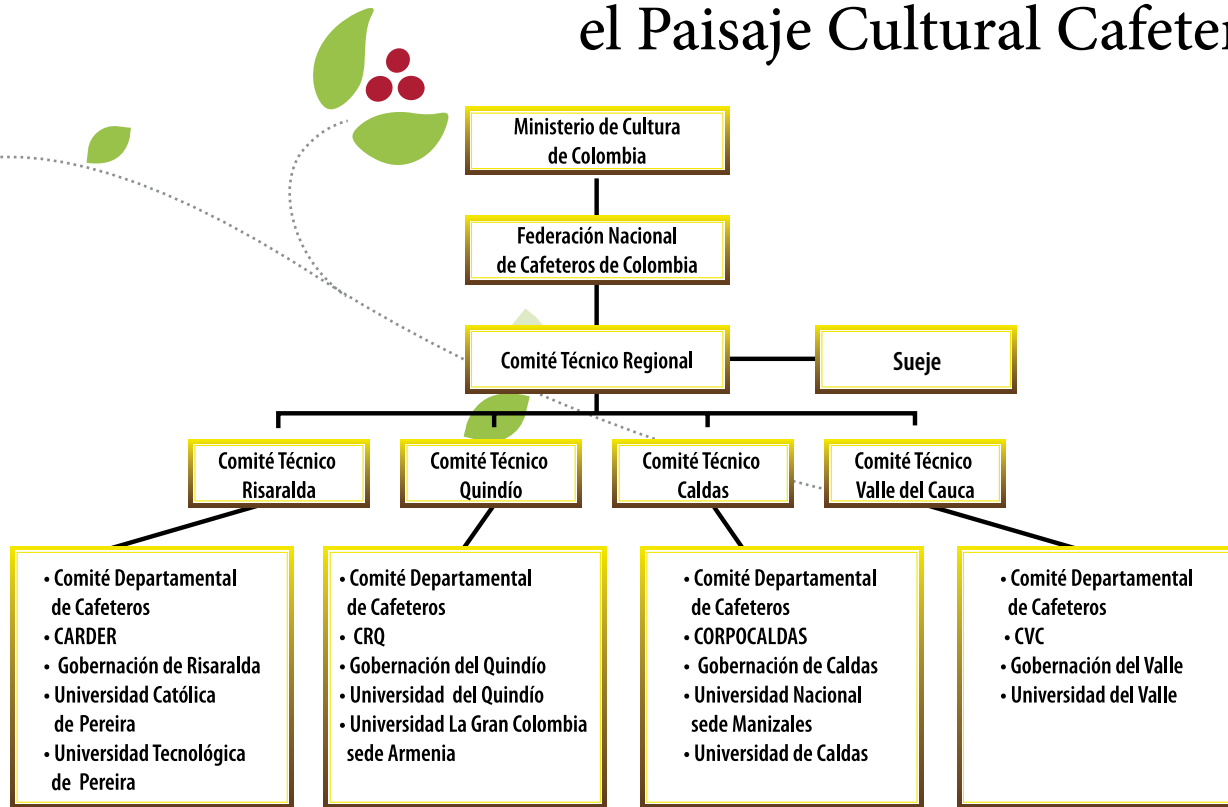 el Paisaje Cultural
Ministerio de Cultura
de Colombia
Federación Nacional
de Cafeteros de Colombia
Comité Técnico Regional
Sueje
Comité Técnico
Risaralda
Comité Técnico
Quindío
Comité Técnico
Caldas
Comité Técnico
Valle del Cauca
• Comité Departamental
de Cafeteros
• CARDER
• Gobernación de Risaralda
• Universidad Católica
de Pereira
• Universidad Tecnológica
de Pereira
• Comité Departamental
de Cafeteros
• CRQ
• Gobernación del Quindío
• Universidad del Quindío
• Universidad La Gran Colombia
sede Armenia
• Comité Departamental
de Cafeteros
• CORPOCALDAS
• Gobernación de Caldas
• Universidad Nacional
sede Manizales
• Universidad de Caldas
• Comité Departamental
de Cafeteros
• CVC
• Gobernación del Valle
• Universidad del Valle